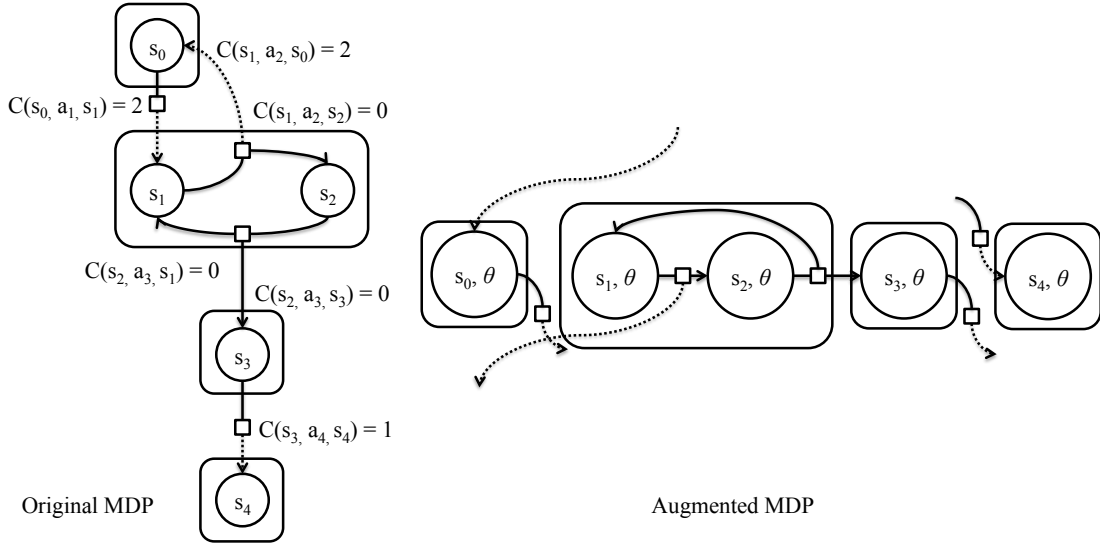 s0
C(s1, a2, s0) = 2
C(s0, a1, s1) = 2
C(s1, a2, s2) = 0
s1
s2
C(s2, a3, s1) = 0
C(s2, a3, s3) = 0
s3
C(s3, a4, s4) = 1
s4
Original MDP
s0, θ
s1, θ
s2, θ
s3, θ
s4, θ
Augmented MDP